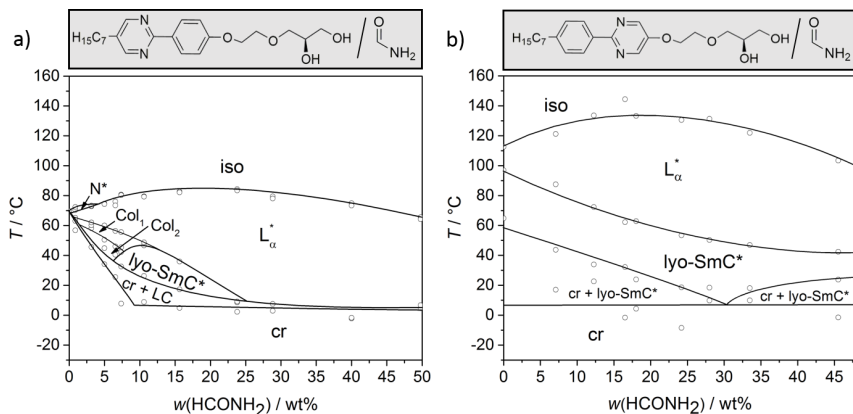 a)
H₁₅C₇
N
N
O
O
OH
OH
/
O
NH₂
160
140
120
100
80
60
40
20
0
-20
T / °C
iso
N*
Col₁
Col₂
Lα*
lyo-SmC*
cr + LC
cr
0 5 10 15 20 25 30 35 40 45 50
w(HCONH₂) / wt%
b)
H₁₅C₇
N
N
O
O
OH
OH
/
O
NH₂
160
140
120
100
80
60
40
20
0
-20
T / °C
iso
Lα*
lyo-SmC*
cr + lyo-SmC*
cr + lyo-SmC*
cr
0 5 10 15 20 25 30 35 40 45
w(HCONH₂) / wt%